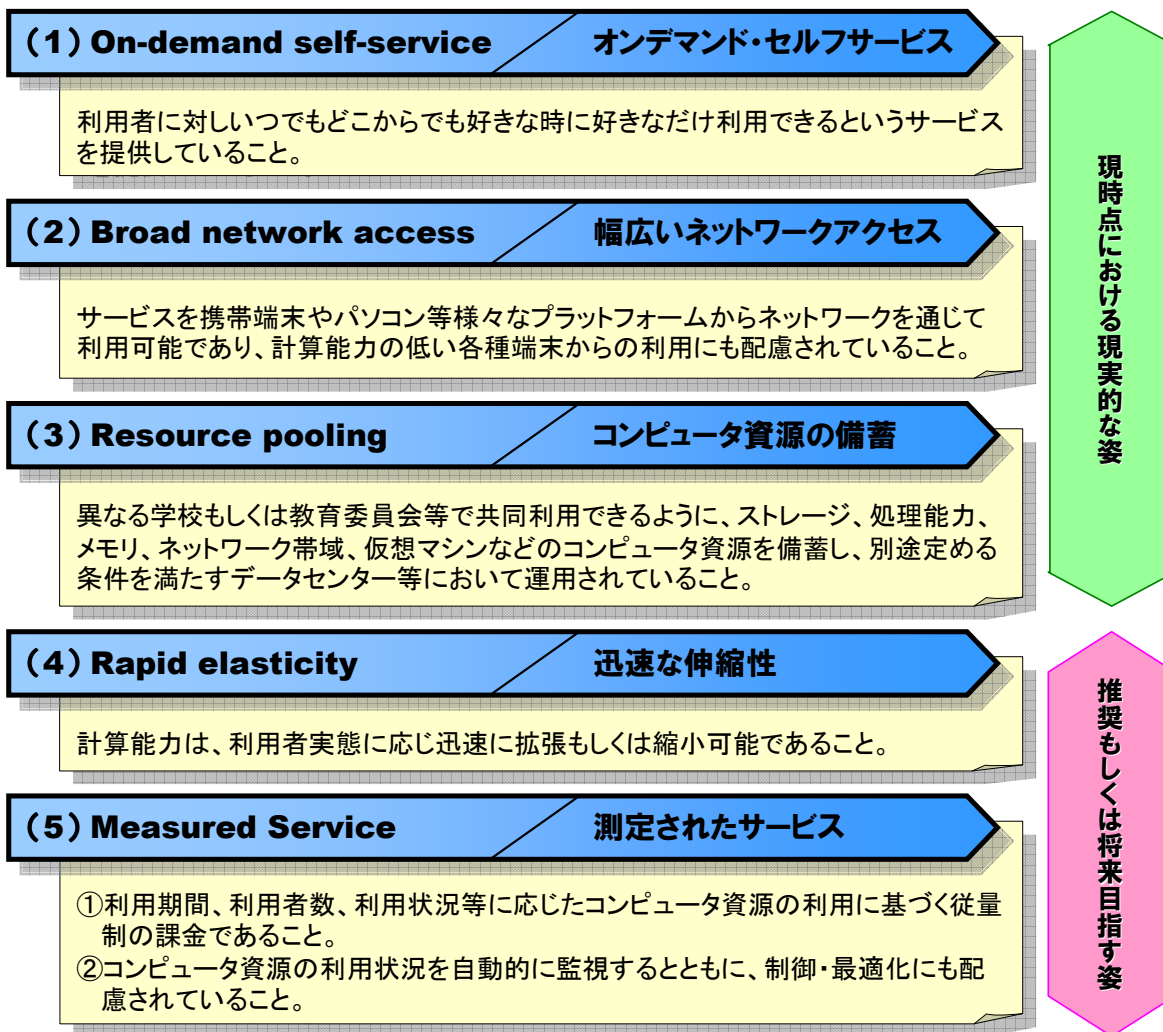 (1) On-demand self-service オンデマンド・セルフサービス
利用者に対しいつでもどこからでも好きな時に好きなだけ利用できるというサービス
を提供していること。
(2) Broad network access 幅広いネットワークアクセス
サービスを携帯端末やパソコン等様々なプラットフォームからネットワークを通じて
利用可能であり、計算能力の低い各種端末からの利用にも配慮されていること。
(3) Resource pooling コンピュータ資源の備蓄
異なる学校もしくは教育委員会等で共同利用できるように、ストレージ、処理能力、
メモリ、ネットワーク帯域、仮想マシンなどのコンピュータ資源を備蓄し、別途定める
条件を満たすデータセンター等において運用されていること。
現時点における現実的な姿
(4) Rapid elasticity 迅速な伸縮性
計算能力は、利用者実態に応じ迅速に拡張もしくは縮小可能であること。
(5) Measured Service 測定されたサービス
①利用期間、利用者数、利用状況等に応じたコンピュータ資源の利用に基づく従量
制の課金であること。
②コンピュータ資源の利用状況を自動的に監視するとともに、制御・最適化にも配
慮されていること。
推奨もしくは将来目指す姿